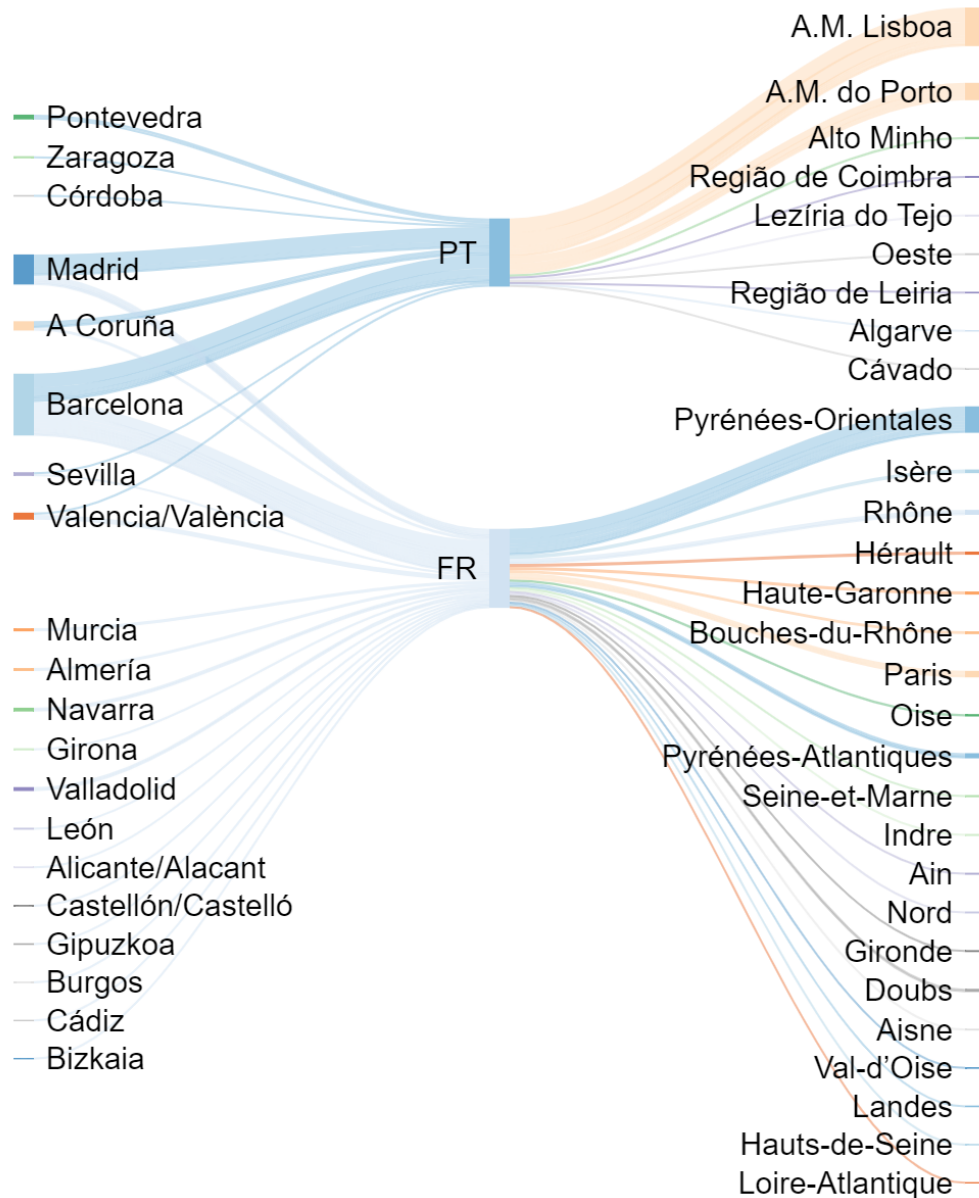 Pontevedra
Zaragoza
Córdoba
Madrid
A Coruña
Barcelona
Sevilla
Valencia/València
Murcia
Almería
Navarra
Girona
Valladolid
León
Alicante/Alacant
Castellón/Castelló
Gipuzkoa
Burgos
Cádiz
Bizkaia
PT
FR
A.M. Lisboa
A.M. do Porto
Alto Minho
Região de Coimbra
Lezíria do Tejo
Oeste
Região de Leiria
Algarve
Cávado
Pyrénées-Orientales
Isère
Rhône
Hérault
Haute-Garonne
Bouches-du-Rhône
Paris
Oise
Pyrénées-Atlantiques
Seine-et-Marne
Indre
Ain
Nord
Gironde
Doubs
Aisne
Val-d’Oise
Landes
Hauts-de-Seine
Loire-Atlantique